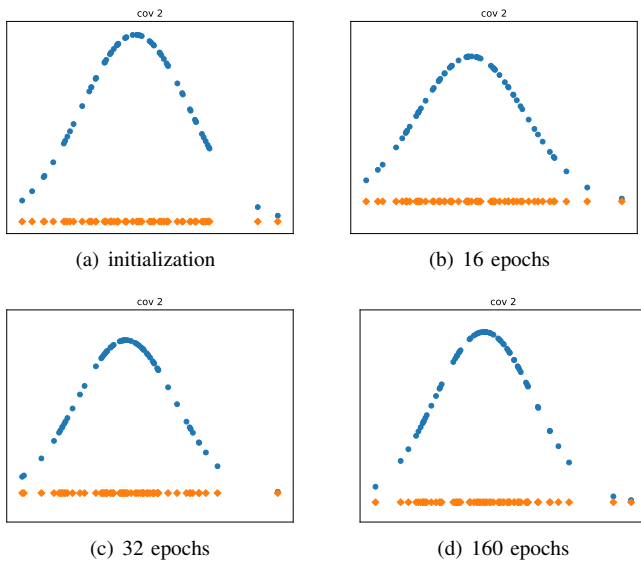 cov 2
cov 2
(a) initialization
(b) 16 epochs
cov 2
cov 2
(c) 32 epochs
(d) 160 epochs